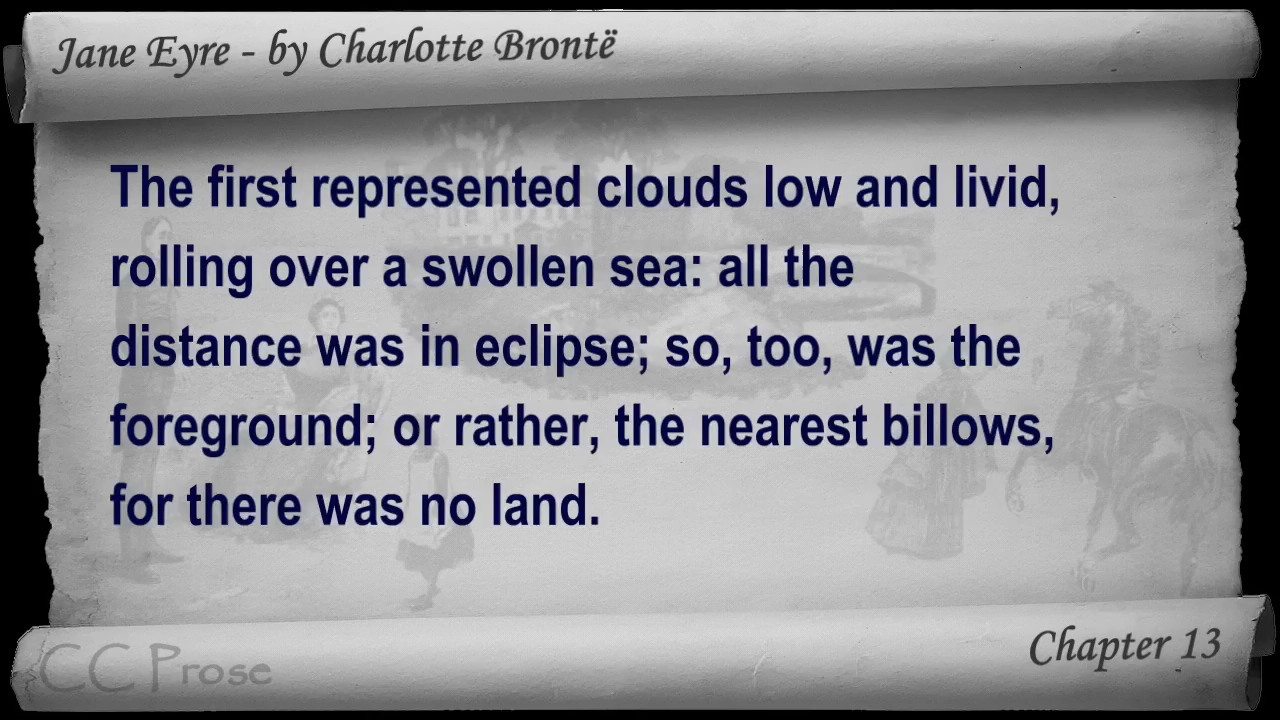 Jane Eyre - by Charlotte Brontë
The first represented clouds low and livid,
rolling over a swollen sea: all the
distance was in eclipse; so, too, was the
foreground; or rather, the nearest billows,
for there was no land.
Chapter 13
CC Prose